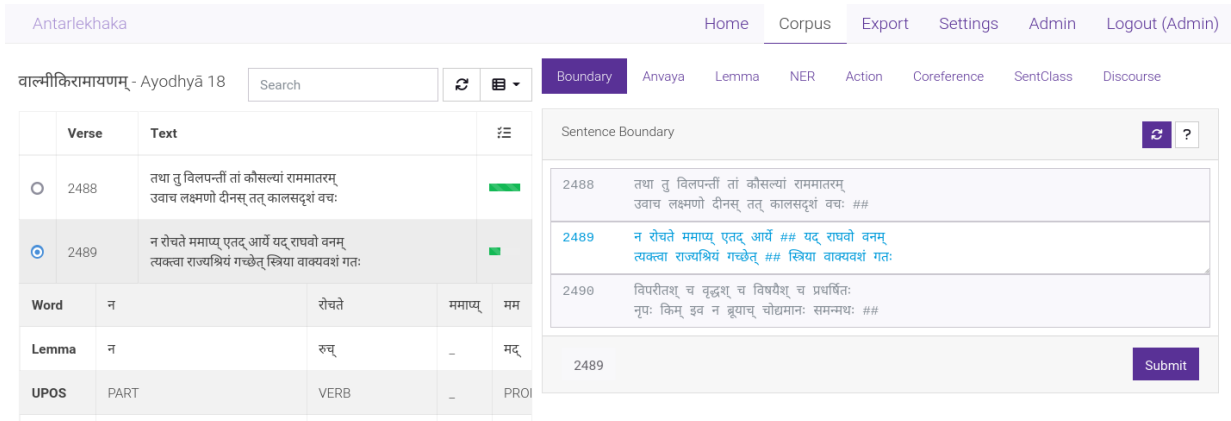 Antarlekhaka
Home Corpus Export Settings Admin Logout (Admin)
वाल्मीकिरामायणम् - Ayodhyā 18 Search
Boundary Anvaya Lemma NER Action Coreference SentClass Discourse
Verse Text
2488 तथा तु विलपन्तीं तां कौसल्यां राममातरम्
उवाच लक्ष्मणो दीनस् तत् कालसदृशं वचः
2489 न रोचते ममाप्य् एतद् आर्ये यद् राघवो वनम्
त्यक्त्वा राज्यश्रियं गच्छेत् स्त्रिया वाक्यवशं गतः
Word न रोचते ममाप्य् मम
Lemma न रुच् _ मद्
UPOS PART VERB _ PROI
Sentence Boundary ?
2488 तथा तु विलपन्तीं तां कौसल्यां राममातरम्
उवाच लक्ष्मणो दीनस् तत् कालसदृशं वचः ##
2489 न रोचते ममाप्य् एतद् आर्ये ## यद् राघवो वनम्
त्यक्त्वा राज्यश्रियं गच्छेत् ## स्त्रिया वाक्यवशं गतः
2490 विपरीतश् च वृद्धश् च विषयैश् च प्रधर्षितः
नृपः किम् इव न ब्रूयाच् चोद्यमानः समन्मथः ##
2489 Submit